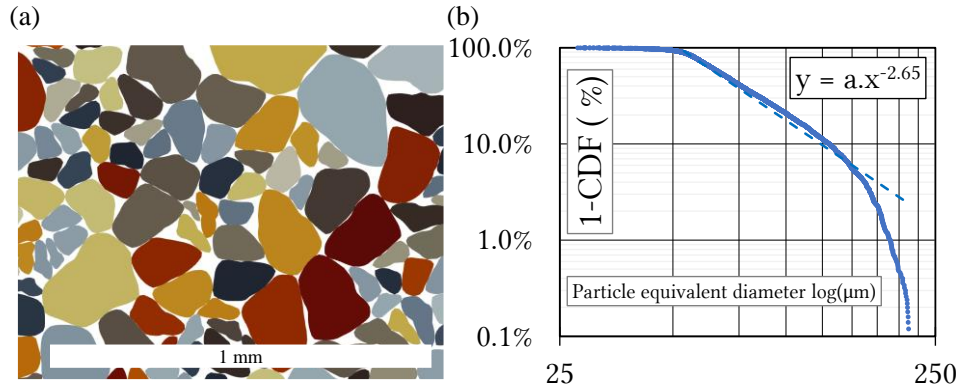 (a)
1 mm
(b)
100.0%
10.0%
1.0%
0.1%
1-CDF ( %)
y = a.x-2.65
Particle equivalent diameter log(μm)
25
250